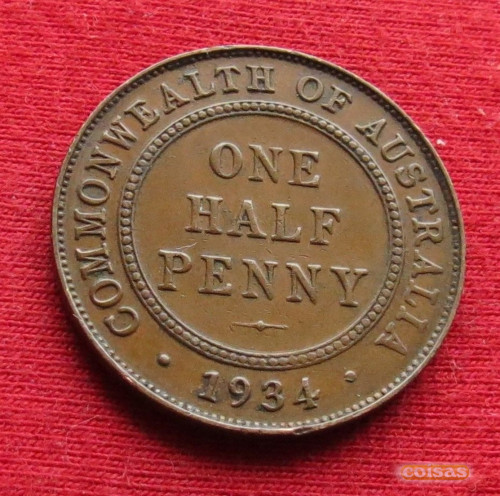 COMMONWEALTH OF AUSTRALIA
ONE
HALF
PENNY
· 1934 ·
coisas